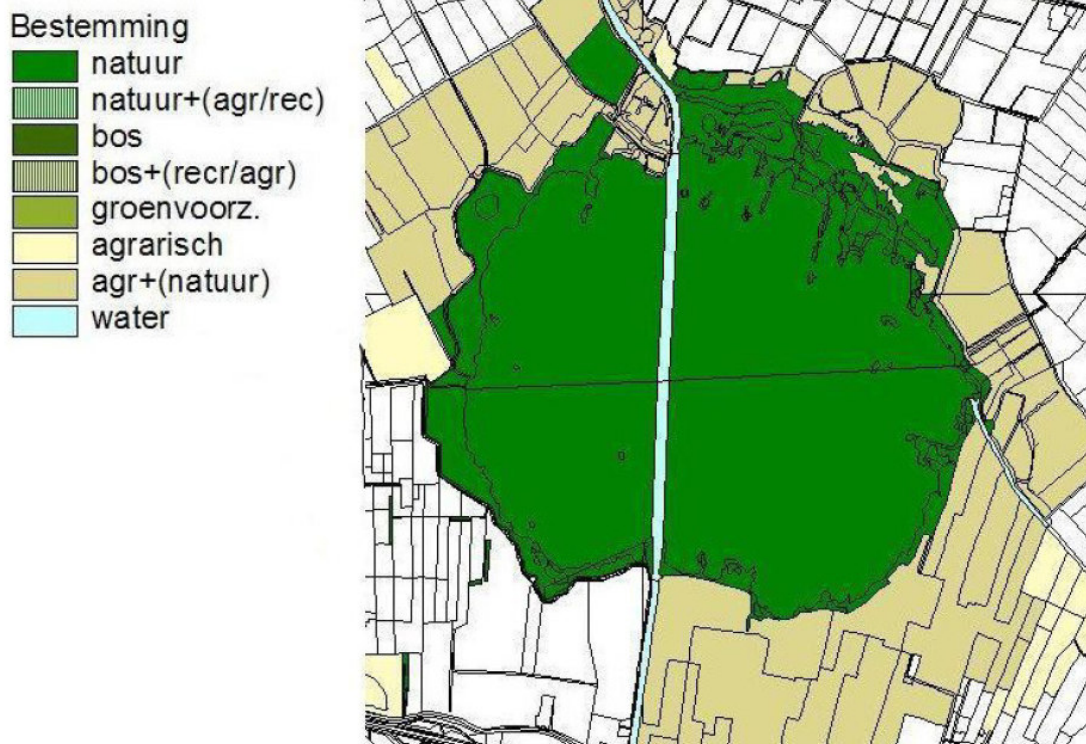 Bestemming
natuur
natuur+(agr/rec)
bos
bos+(recr/agr)
groenvoorz.
agrarisch
agr+(natuur)
water